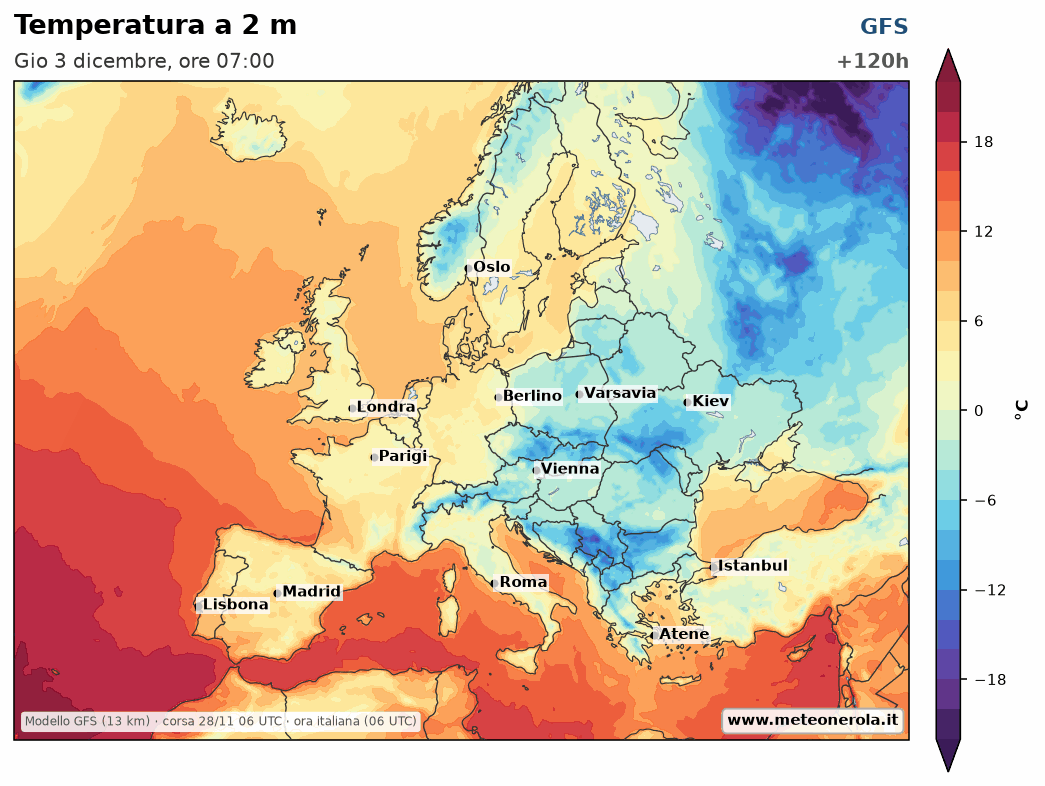 Temperatura a 2 m
GFS
Gio 3 dicembre, ore 07:00
+120h
18
12
6
0
−6
−12
−18
°C
Oslo
Berlino
Varsavia
Kiev
Londra
Parigi
Vienna
Istanbul
Roma
Madrid
Lisbona
Atene
Modello GFS (13 km) · corsa 28/11 06 UTC · ora italiana (06 UTC)
www.meteonerola.it